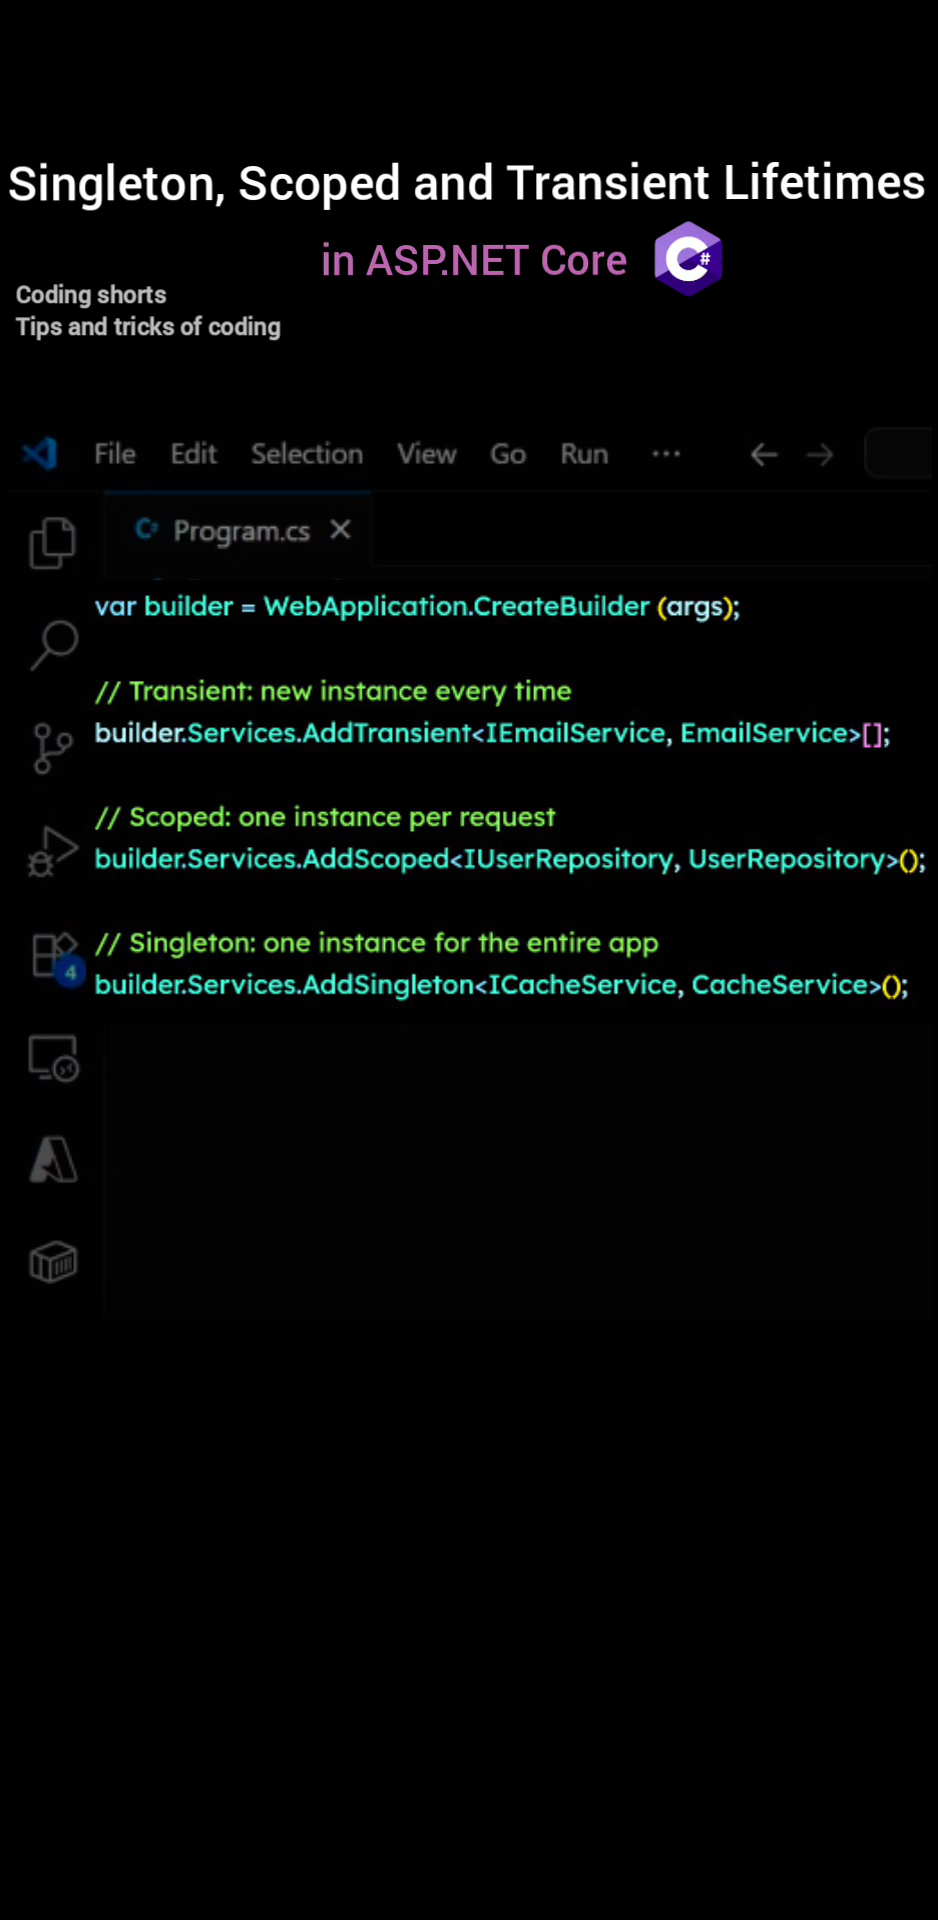 Singleton, Scoped and Transient Lifetimes
in ASP.NET Core C#
Coding shorts
Tips and tricks of coding
File Edit Selection View Go Run ···
C# Program.cs
var builder = WebApplication.CreateBuilder (args);
// Transient: new instance every time
builder.Services.AddTransient<IEmailService, EmailService>[];
// Scoped: one instance per request
builder.Services.AddScoped<IUserRepository, UserRepository>();
// Singleton: one instance for the entire app
4
builder.Services.AddSingleton<ICacheService, CacheService>();